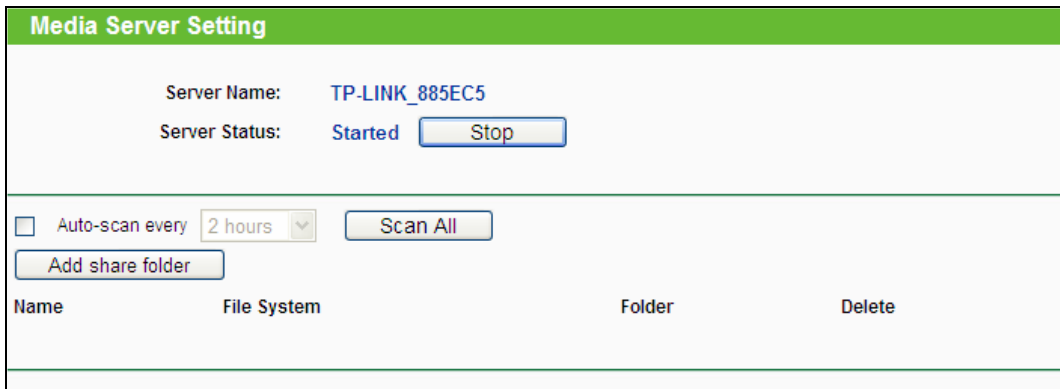 Media Server Setting
Server Name: TP-LINK_885EC5
Server Status: Started Stop
Auto-scan every 2 hours Scan All
Add share folder
Name File System Folder Delete